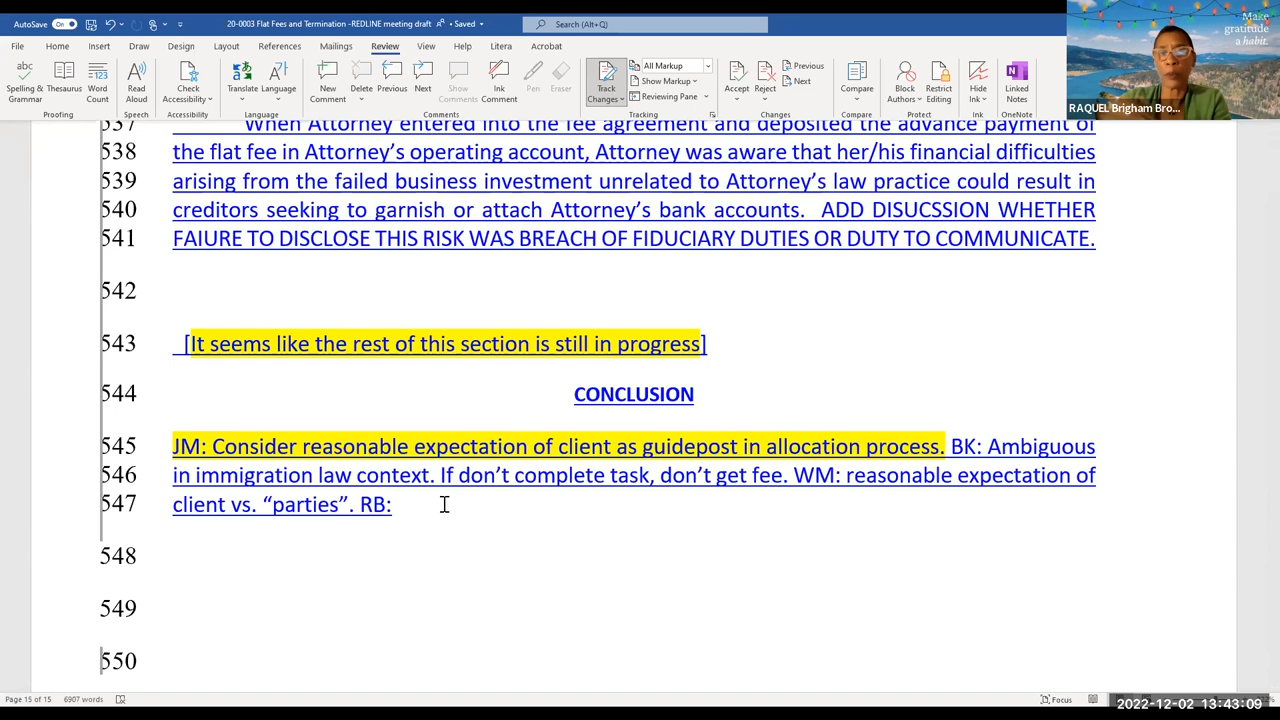 AutoSave On 20-0003 Flat Fees and Termination -REDLINE meeting draft • Saved Search (Alt+Q)
File Home Insert Draw Design Layout References Mailings Review View Help Litera Acrobat
Spelling & Grammar Thesaurus Word Count Read Aloud Check Accessibility Translate Language New Comment Delete Previous Next Show Comments Ink Comment Pen Eraser Track Changes All Markup Show Markup Reviewing Pane Accept Reject Previous Next Compare Block Authors Restrict Editing Hide Ink Linked Notes
Proofing Speech Accessibility Language Comments Tracking Changes Compare Protect Ink OneNote
Make gratitude a habit.
RAQUEL Brigham Bro...
537 When Attorney entered into the fee agreement and deposited the advance payment of
538 the flat fee in Attorney's operating account, Attorney was aware that her/his financial difficulties
539 arising from the failed business investment unrelated to Attorney's law practice could result in
540 creditors seeking to garnish or attach Attorney's bank accounts. ADD DISUCSSION WHETHER
541 FAIURE TO DISCLOSE THIS RISK WAS BREACH OF FIDUCIARY DUTIES OR DUTY TO COMMUNICATE.
542
543 [It seems like the rest of this section is still in progress]
544 CONCLUSION
545 JM: Consider reasonable expectation of client as guidepost in allocation process. BK: Ambiguous
546 in immigration law context. If don't complete task, don't get fee. WM: reasonable expectation of
547 client vs. "parties". RB:
548
549
550
Page 15 of 15 6907 words Focus
2022-12-02 13:43:09